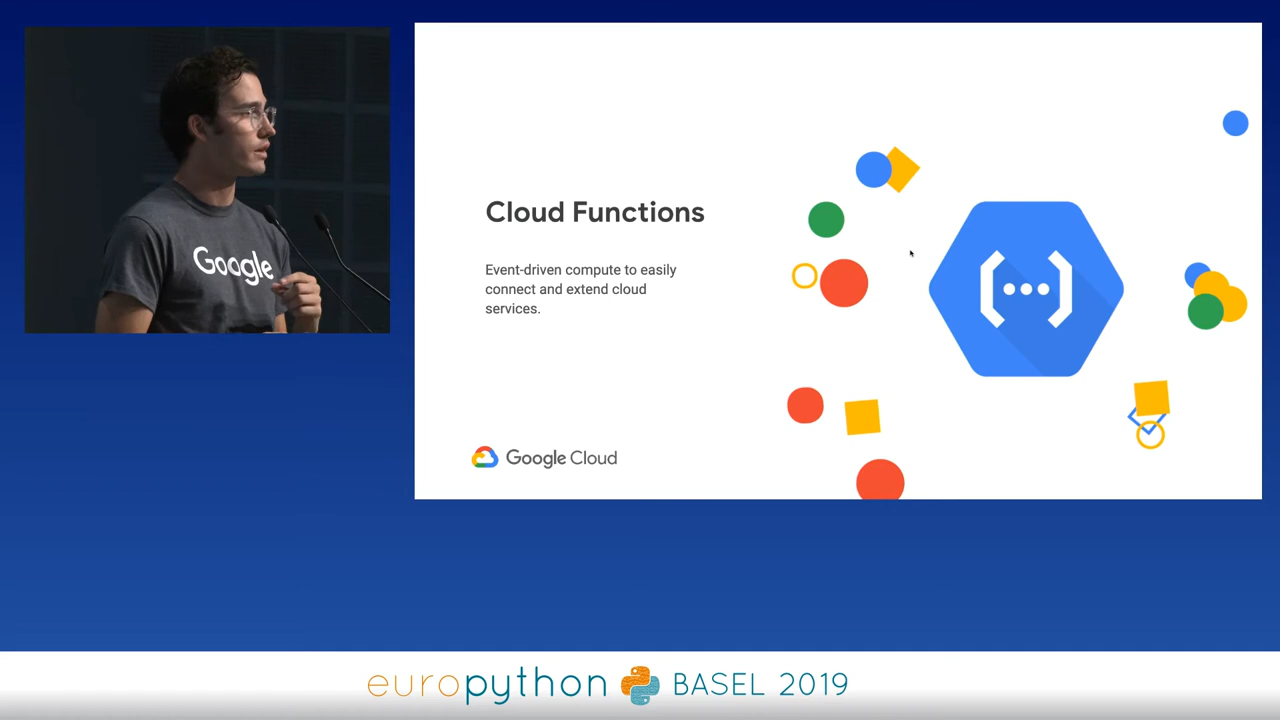 Google
Cloud Functions
Event-driven compute to easily
connect and extend cloud
services.
Google Cloud
europython BASEL 2019